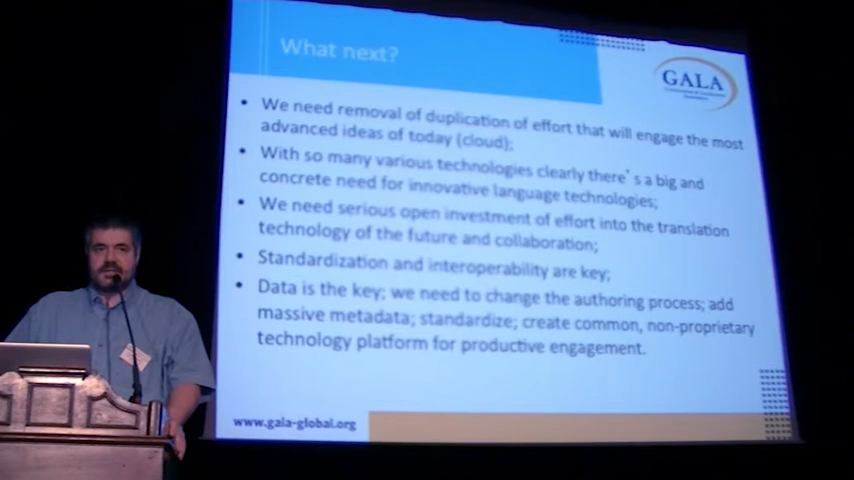 What next?
GALA
• We need removal of duplication of effort that will engage the most
advanced ideas of today (cloud);
• With so many various technologies clearly there's a big and
concrete need for innovative language technologies;
• We need serious open investment of effort into the translation
technology of the future and collaboration;
• Standardization and interoperability are key;
• Data is the key; we need to change the authoring process; add
massive metadata; standardize; create common, non-proprietary
technology platform for productive engagement.
www.gala-global.org